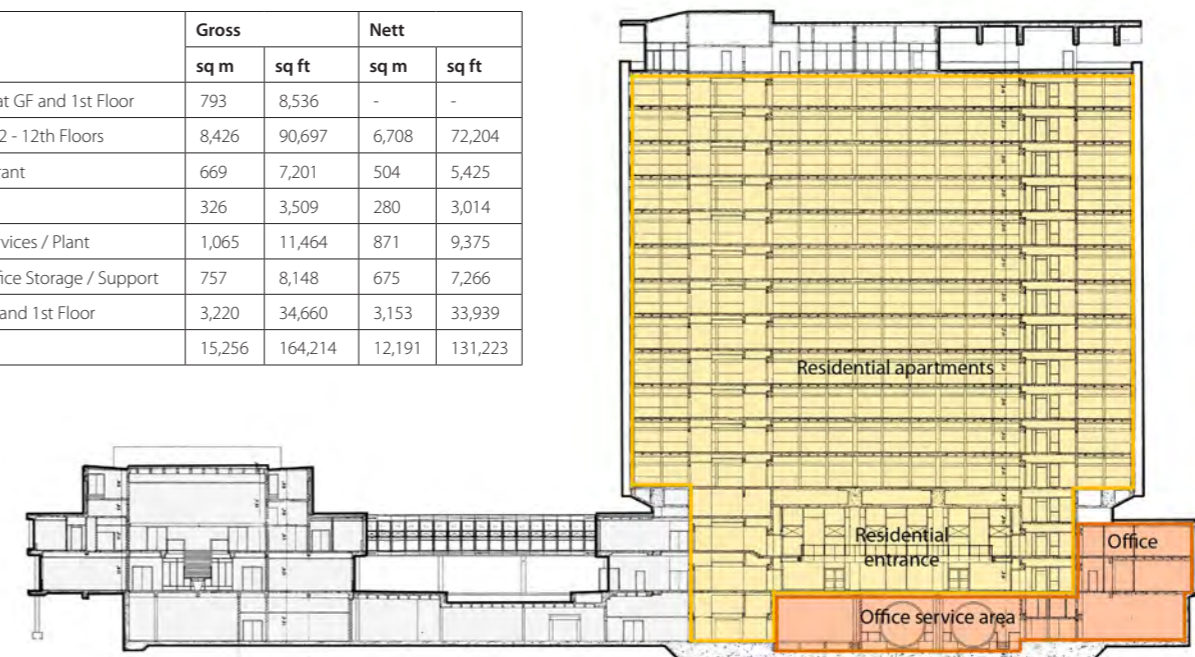 Gross Nett
sq m sq ft sq m sq ft
at GF and 1st Floor 793 8,536 - -
2 - 12th Floors 8,426 90,697 6,708 72,204
rant 669 7,201 504 5,425
326 3,509 280 3,014
vices / Plant 1,065 11,464 871 9,375
fice Storage / Support 757 8,148 675 7,266
and 1st Floor 3,220 34,660 3,153 33,939
15,256 164,214 12,191 131,223
Residential apartments
Residential
entrance
Office
Office service area